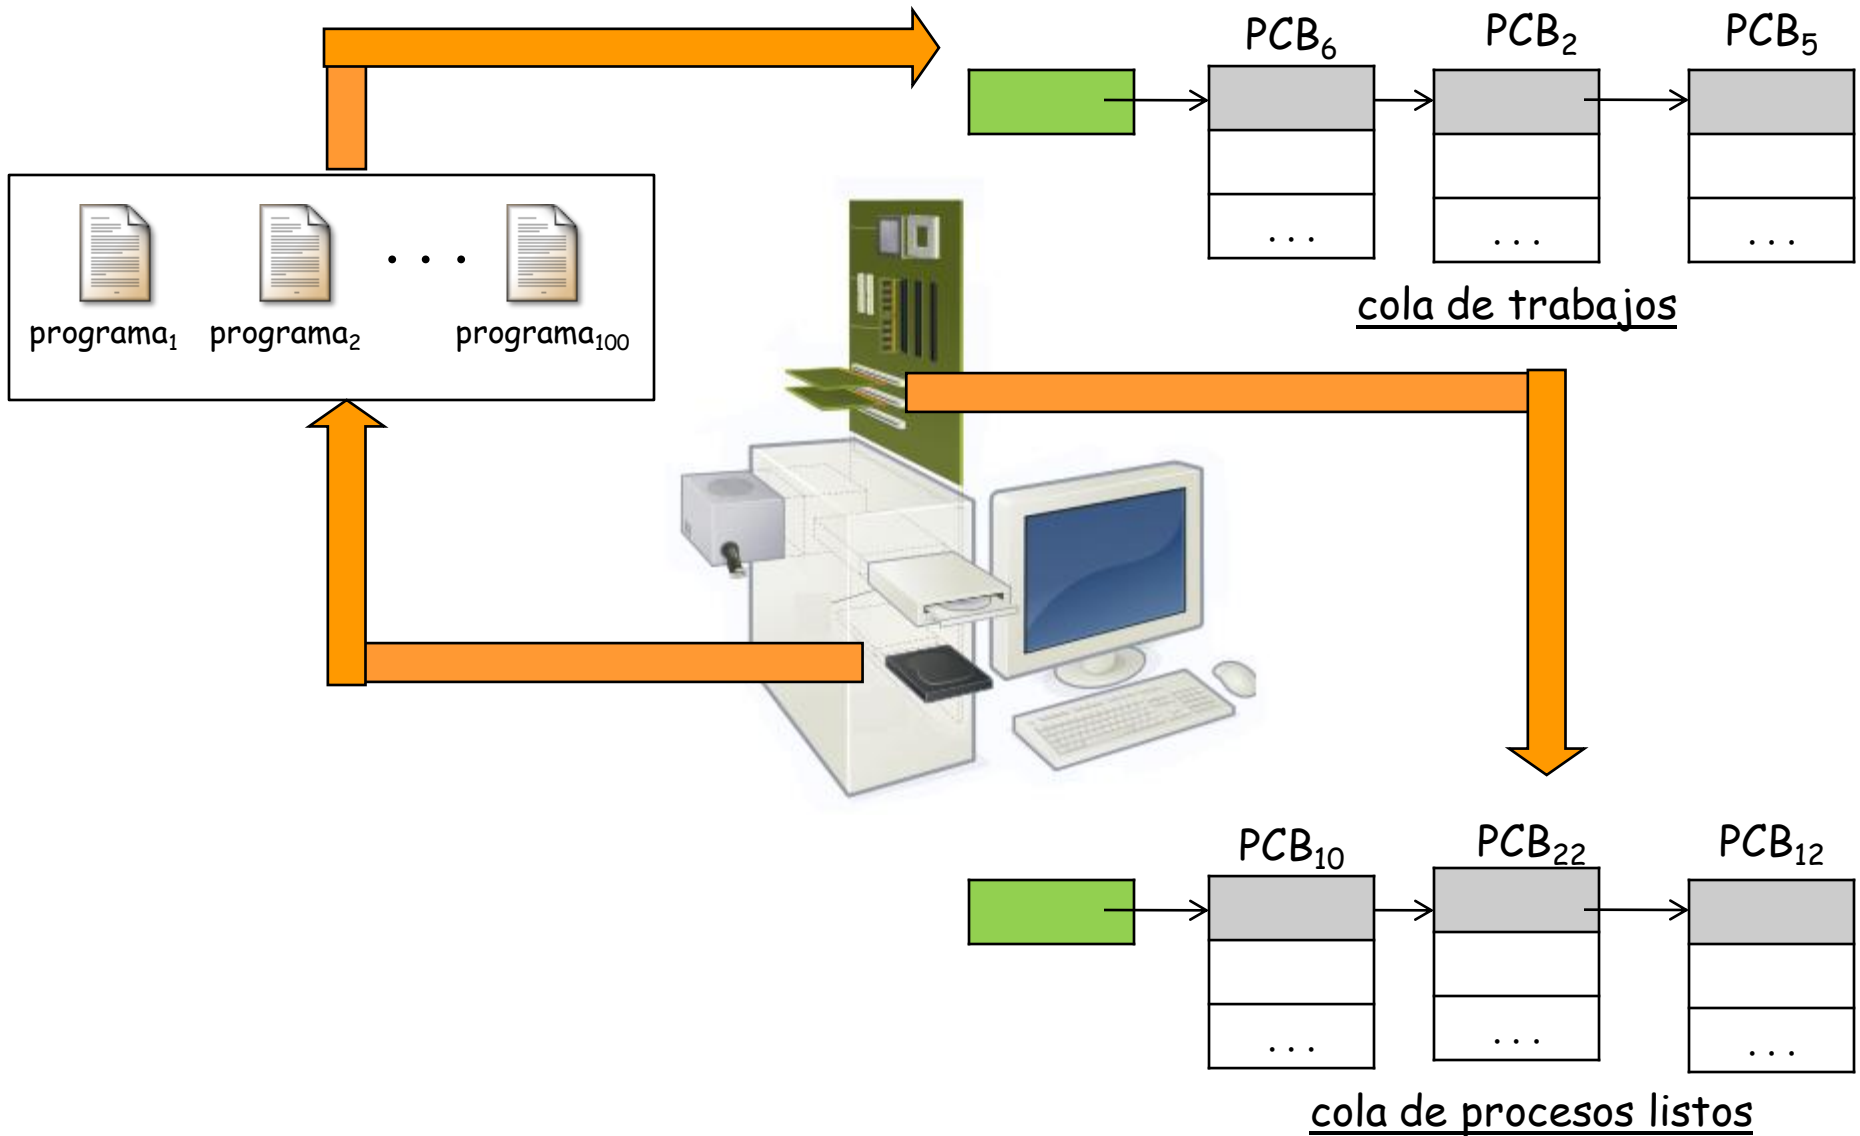 PCB₆ PCB₂ PCB₅
. . . . . . . . .
cola de trabajos
. . .
programa₁ programa₂ programa₁₀₀
PCB₁₀ PCB₂₂ PCB₁₂
. . . . . . . . .
cola de procesos listos